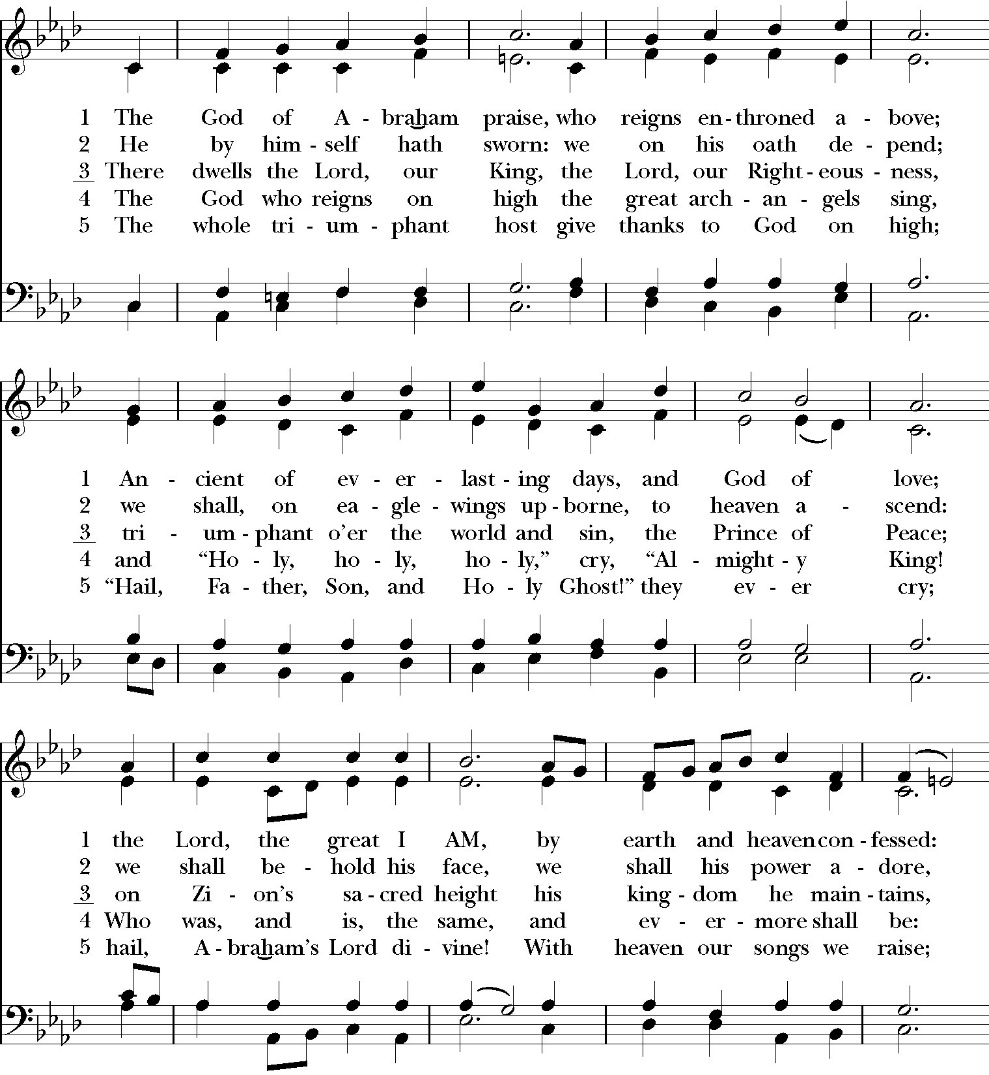 1 The God of A - braham praise, who reigns en - throned a - bove;
2 He by him - self hath sworn: we on his oath de - pend;
3 There dwells the Lord, our King, the Lord, our Right - eous - ness,
4 The God who reigns on high the great arch - an - gels sing,
5 The whole tri - um - phant host give thanks to God on high;
1 An - cient of ev - er - last - ing days, and God of love;
2 we shall, on ea - gle - wings up - borne, to heaven a - scend:
3 tri - um - phant o'er the world and sin, the Prince of Peace;
4 and “Ho - ly, ho - ly, ho - ly,” cry, “Al - might - y King!
5 “Hail, Fa - ther, Son, and Ho - ly Ghost!” they ev - er cry;
1 the Lord, the great I AM, by earth and heaven con - fessed:
2 we shall be - hold his face, we shall his power a - dore,
3 on Zi - on's sa - cred height his king - dom he main - tains,
4 Who was, and is, the same, and ev - er - more shall be:
5 hail, A - braham's Lord di - vine! With heaven our songs we raise;